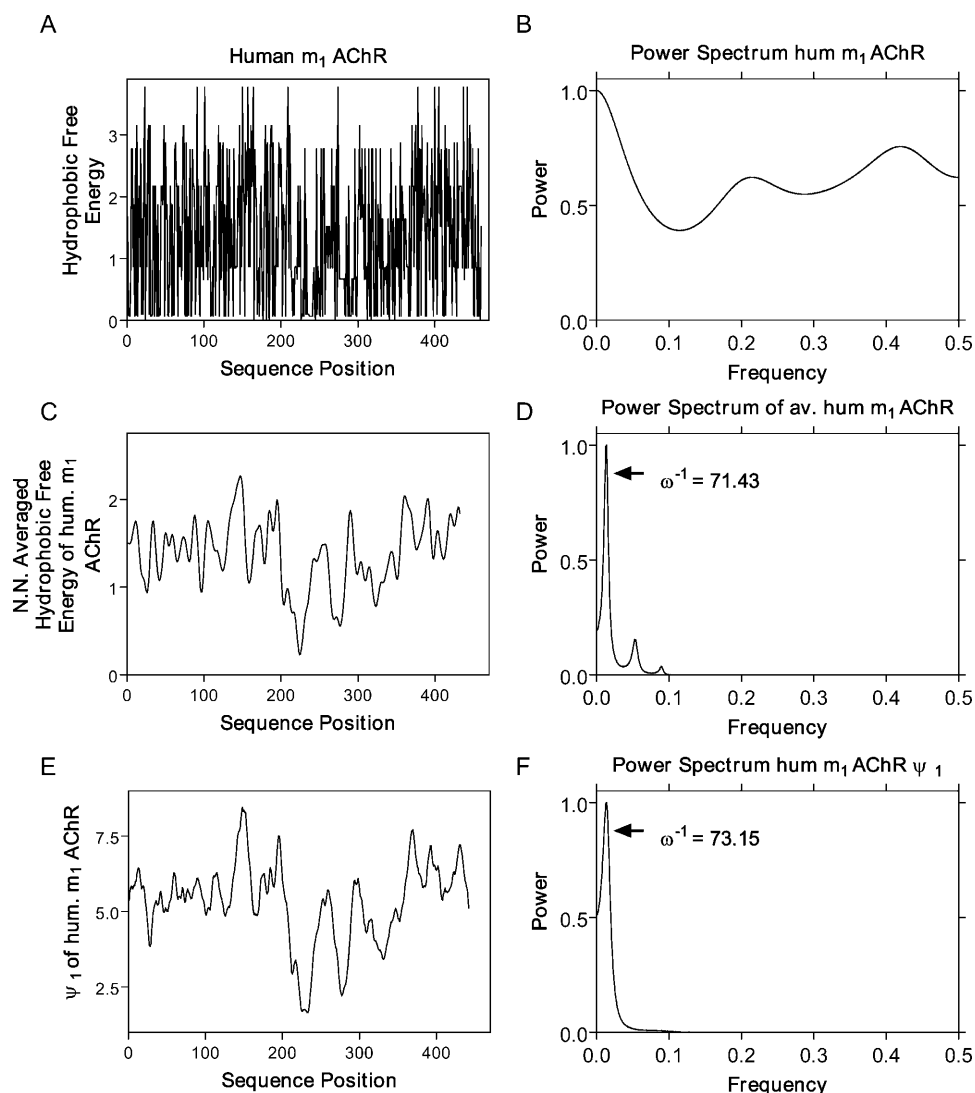 A
Human m₁ AChR
Hydrophobic Free
Energy
3
2
1
0
0 100 200 300 400
Sequence Position
B
Power Spectrum hum m₁ AChR
Power
1.0
0.5
0.0
0.0 0.1 0.2 0.3 0.4 0.5
Frequency
C
N.N. Averaged
Hydrophobic Free
Energy of hum. m₁
AChR
2
1
0
0 100 200 300 400
Sequence Position
D
Power Spectrum of av. hum m₁ AChR
ω⁻¹ = 71.43
Power
1.0
0.5
0.0
0.0 0.1 0.2 0.3 0.4 0.5
Frequency
E
ψ ₁ of hum. m₁ AChR
7.5
5.0
2.5
0 100 200 300 400
Sequence Position
F
Power Spectrum hum m₁ AChR ψ ₁
ω⁻¹ = 73.15
Power
1.0
0.5
0.0
0.0 0.1 0.2 0.3 0.4 0.5
Frequency